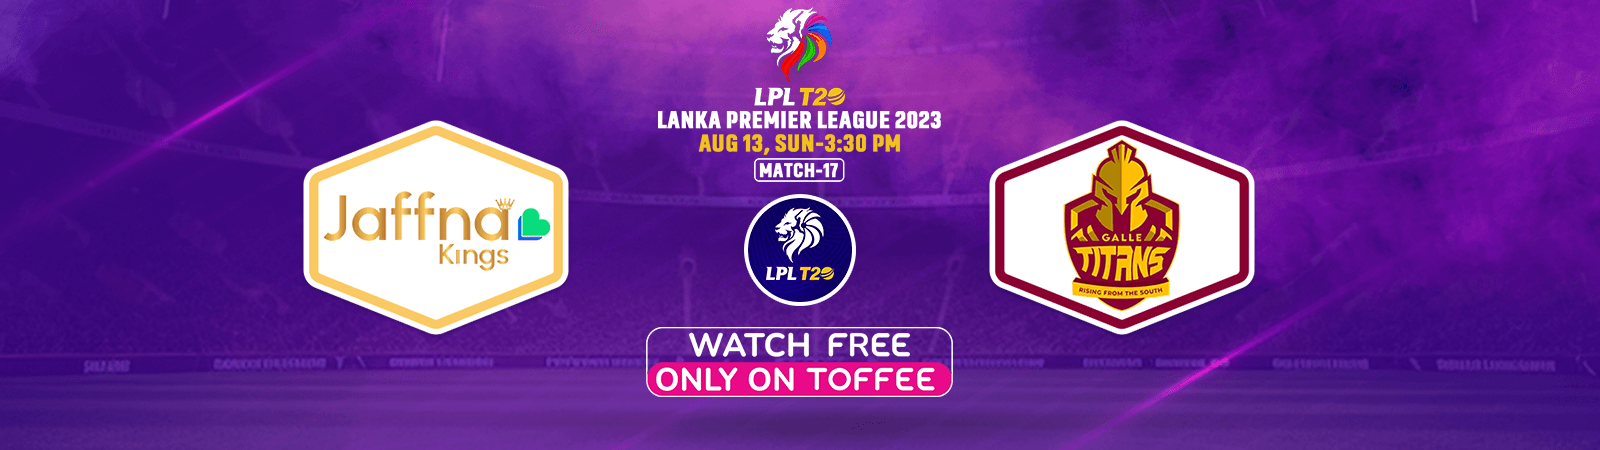 LPL T20
LANKA PREMIER LEAGUE 2023
AUG 13, SUN-3:30 PM
MATCH-17
Jaffna
Kings
LPL T20
GALLE
TITANS
RISING FROM THE SOUTH
WATCH FREE
ONLY ON TOFFEE